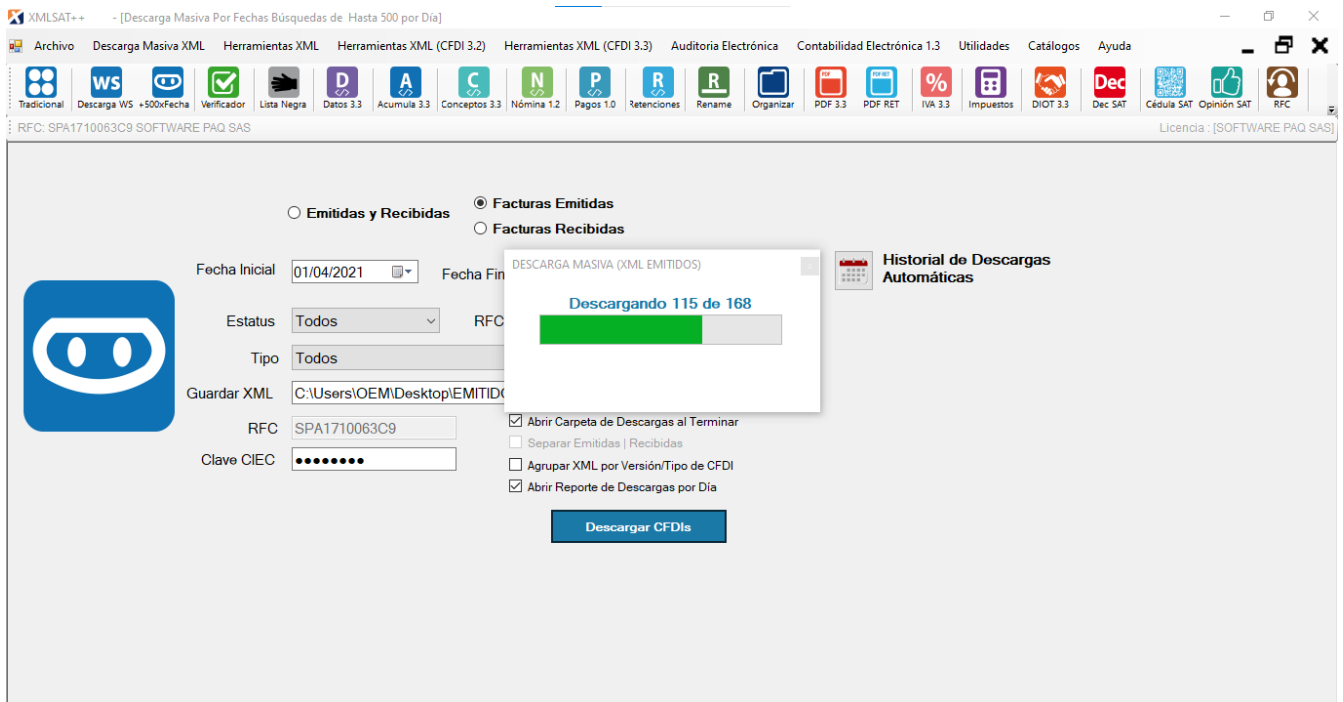 XMLSAT++ - [Descarga Masiva Por Fechas Búsquedas de Hasta 500 por Día]
Archivo Descarga Masiva XML Herramientas XML Herramientas XML (CFDI 3.2) Herramientas XML (CFDI 3.3) Auditoria Electrónica Contabilidad Electrónica 1.3 Utilidades Catálogos Ayuda
WS D A C N P R R PDF PDF RET % Dec
Tradicional Descarga WS +500xFecha Verificador Lista Negra Datos 3.3 Acumula 3.3 Conceptos 3.3 Nómina 1.2 Pagos 1.0 Retenciones Rename Organizar PDF 3.3 PDF RET IVA 3.3 Impuestos DIOT 3.3 Dec SAT Cédula SAT Opinión SAT RFC
RFC: SPA1710063C9 SOFTWARE PAQ SAS Licencia : [SOFTWARE PAQ SAS]
Emitidas y Recibidas
Facturas Emitidas
Facturas Recibidas
Fecha Inicial 01/04/2021 Fecha Fin
DESCARGA MASIVA (XML EMITIDOS)
Descargando 115 de 168
Historial de Descargas
Automáticas
Estatus Todos RFC
Tipo Todos
Guardar XML C:\Users\OEM\Desktop\EMITIDO
RFC SPA1710063C9
Clave CIEC
Abrir Carpeta de Descargas al Terminar
Separar Emitidas | Recibidas
Agrupar XML por Versión/Tipo de CFDI
Abrir Reporte de Descargas por Día
Descargar CFDIs